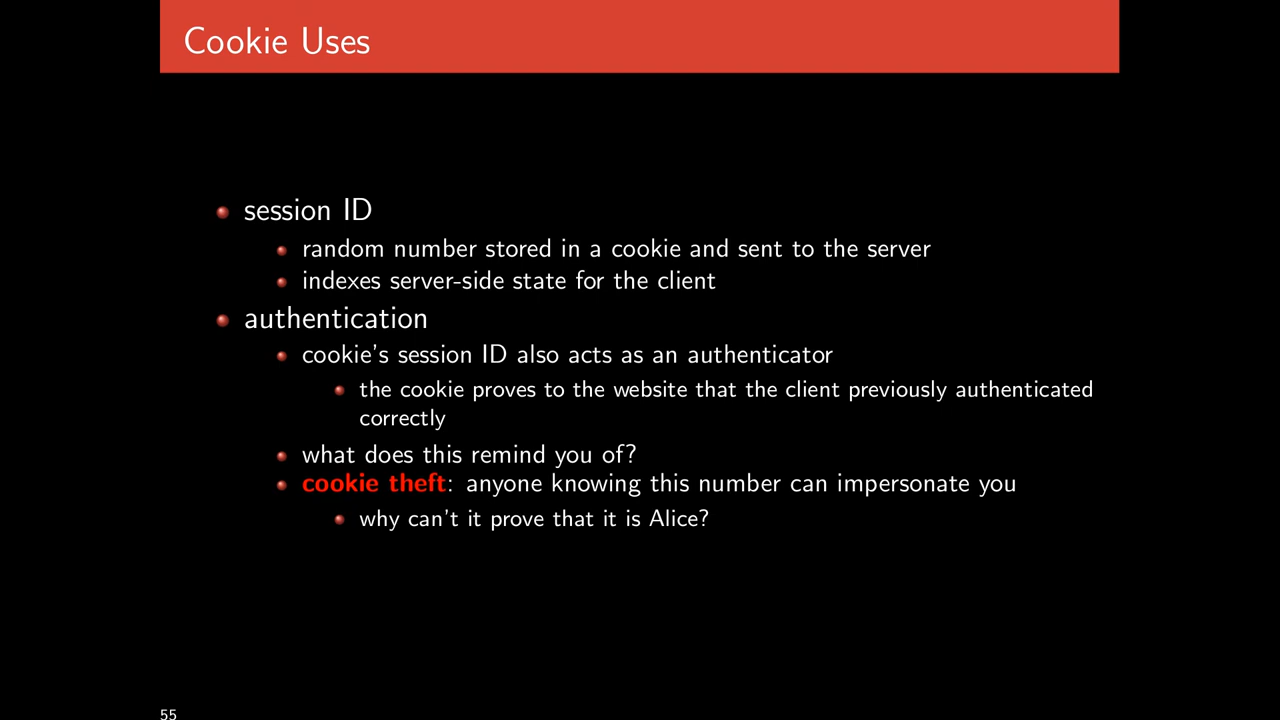 Cookie Uses
session ID
random number stored in a cookie and sent to the server
indexes server-side state for the client
authentication
cookie's session ID also acts as an authenticator
the cookie proves to the website that the client previously authenticated
correctly
what does this remind you of?
cookie theft: anyone knowing this number can impersonate you
why can't it prove that it is Alice?
55